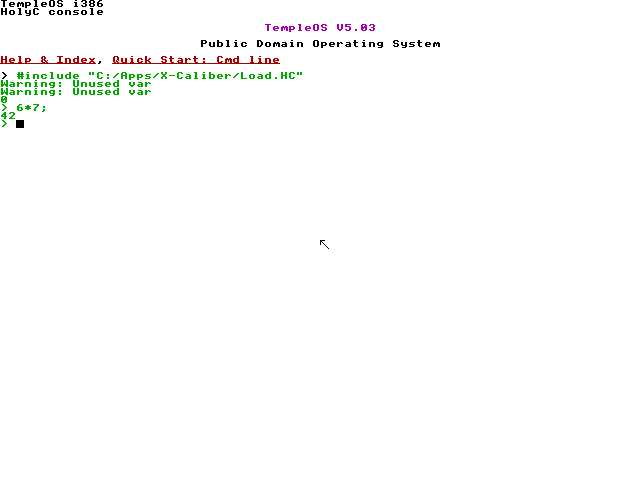 TempleOS i386
HolyC console
TempleOS V5.03
Public Domain Operating System
Help & Index, Quick Start: Cmd line
> #include "C:/Apps/X-Caliber/Load.HC"
Warning: Unused var
Warning: Unused var
0
> 6*7;
42
>